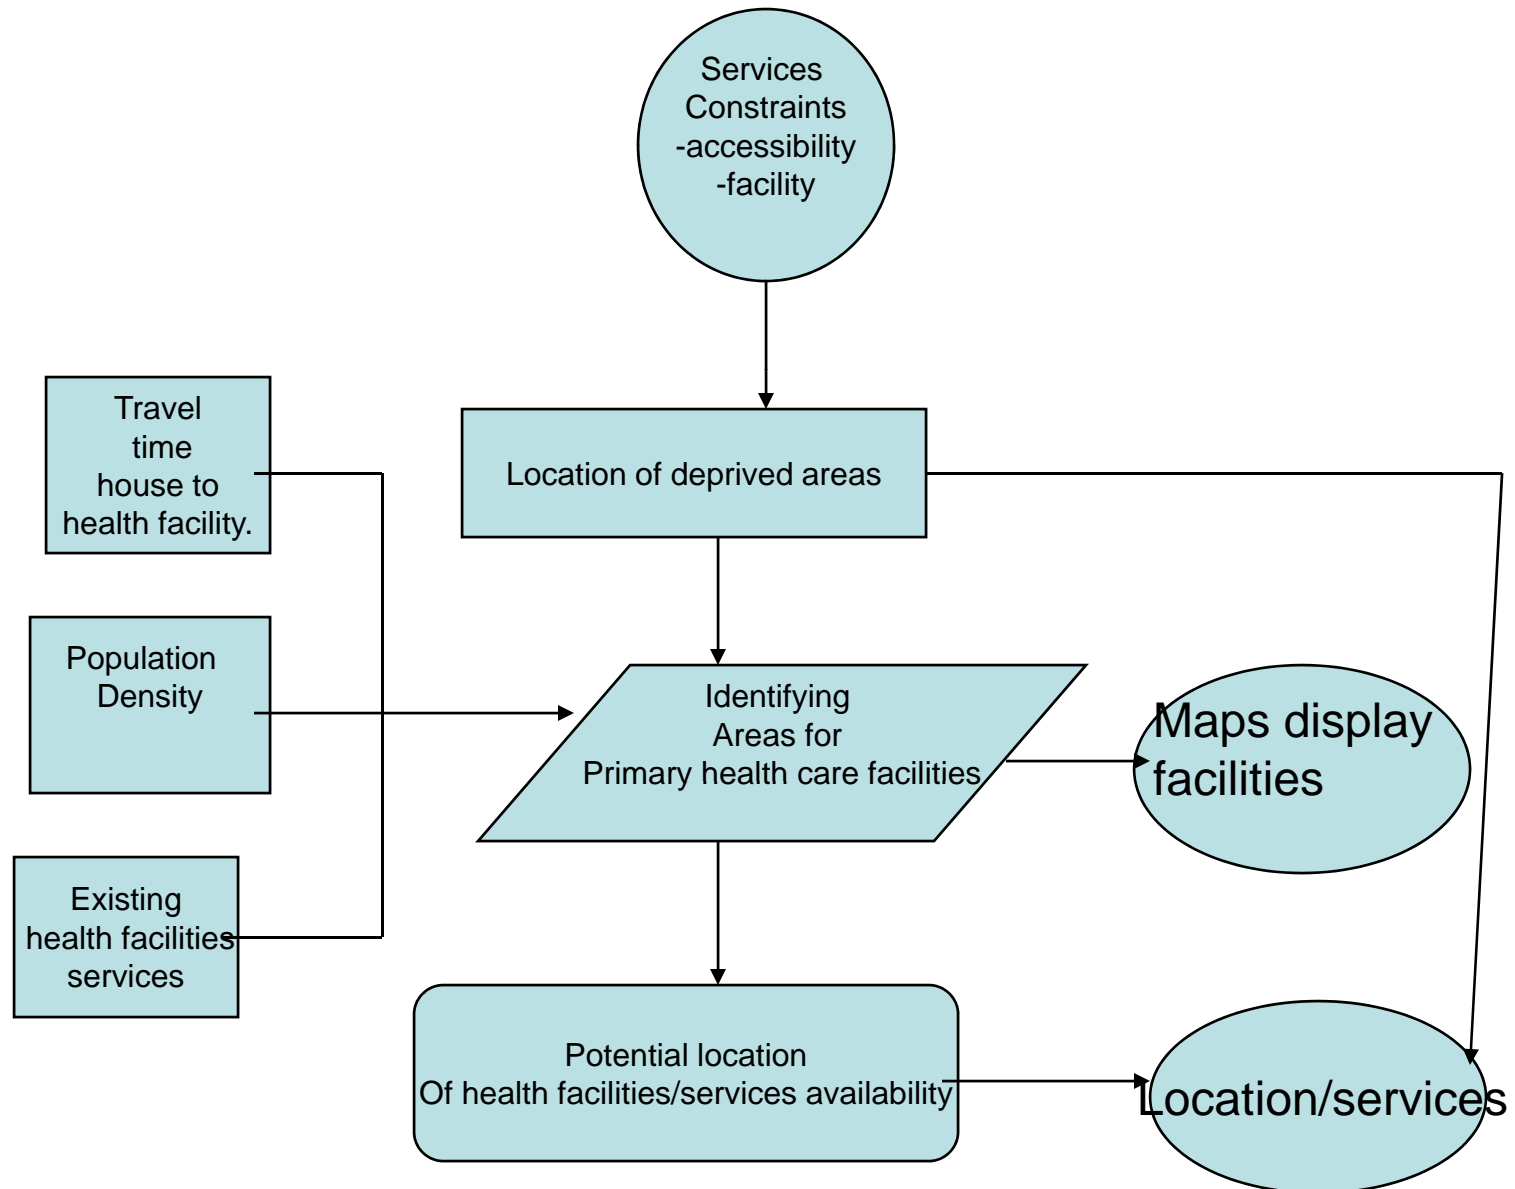 Services
Constraints
-accessibility
-facility
Travel
time
house to
health facility.
Location of deprived areas
Population
Density
Identifying
Areas for
Primary health care facilities
Maps display
facilities
Existing
health facilities
services
Potential location
Of health facilities/services availability
Location/services